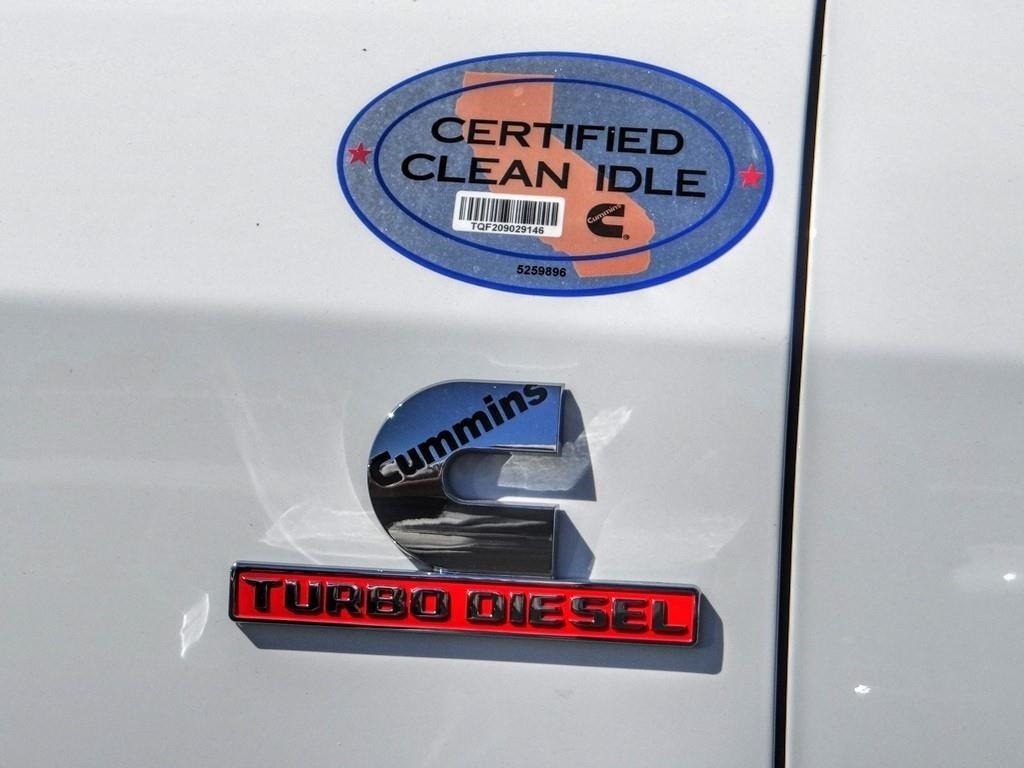 CERTIFIED
CLEAN IDLE
TQF209029146
Cummins
5259896
Cummins
TURBO DIESEL